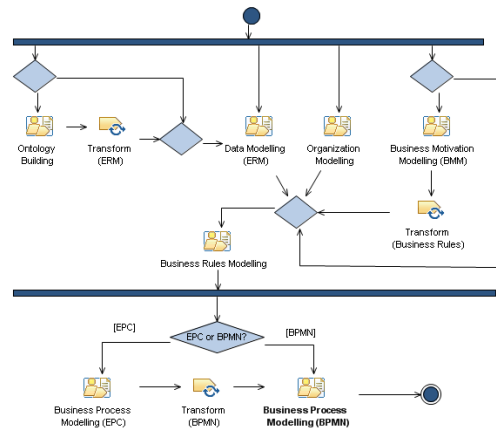 Ontology
Building
Transform
(ERM)
Data Modelling
(ERM)
Organization
Modelling
Business Motivation
Modelling (BMM)
Transform
(Business Rules)
Business Rules Modelling
[EPC]
EPC or BPMN?
[BPMN]
Business Process
Modelling (EPC)
Transform
(BPMN)
Business Process
Modelling (BPMN)